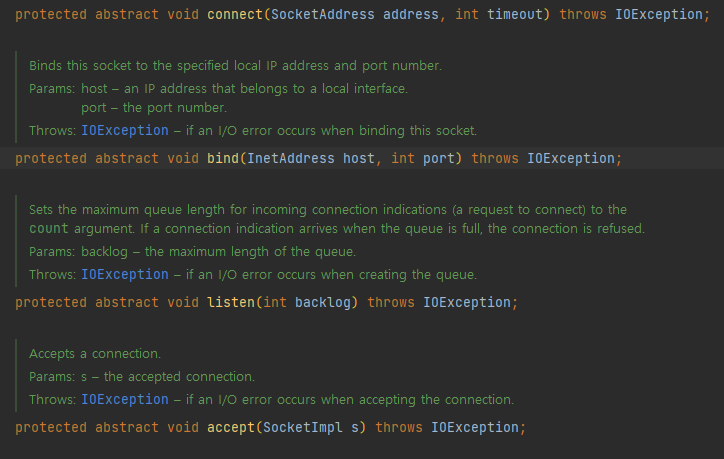 protected abstract void connect(SocketAddress address, int timeout) throws IOException;
Binds this socket to the specified local IP address and port number.
Params: host – an IP address that belongs to a local interface.
port – the port number.
Throws: IOException – if an I/O error occurs when binding this socket.
protected abstract void bind(InetAddress host, int port) throws IOException;
Sets the maximum queue length for incoming connection indications (a request to connect) to the
count argument. If a connection indication arrives when the queue is full, the connection is refused.
Params: backlog – the maximum length of the queue.
Throws: IOException – if an I/O error occurs when creating the queue.
protected abstract void listen(int backlog) throws IOException;
Accepts a connection.
Params: s – the accepted connection.
Throws: IOException – if an I/O error occurs when accepting the connection.
protected abstract void accept(SocketImpl s) throws IOException;